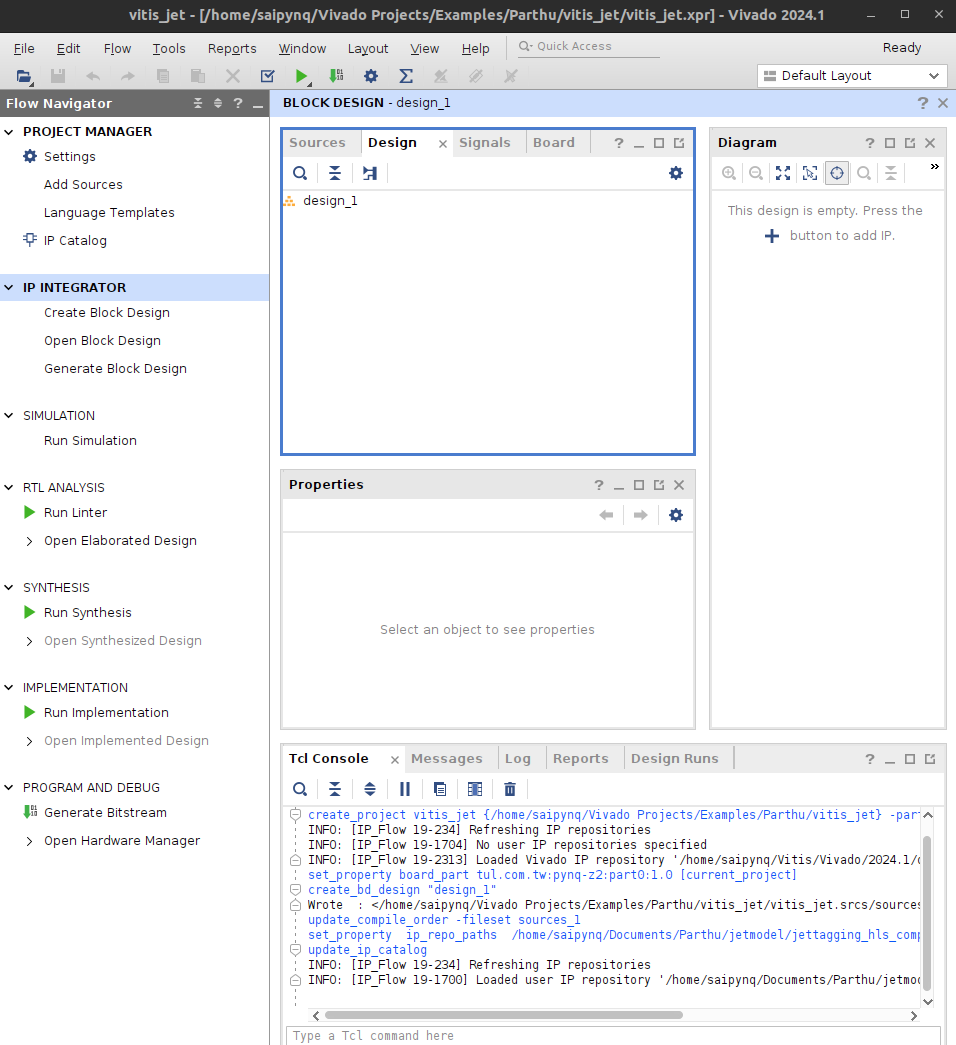 vitis_jet - [/home/saipynq/Vivado Projects/Examples/Parthu/vitis_jet/vitis_jet.xpr] - Vivado 2024.1
File Edit Flow Tools Reports Window Layout View Help Quick Access Ready
Default Layout
Flow Navigator
PROJECT MANAGER
Settings
Add Sources
Language Templates
IP Catalog
IP INTEGRATOR
Create Block Design
Open Block Design
Generate Block Design
SIMULATION
Run Simulation
RTL ANALYSIS
Run Linter
Open Elaborated Design
SYNTHESIS
Run Synthesis
Open Synthesized Design
IMPLEMENTATION
Run Implementation
Open Implemented Design
PROGRAM AND DEBUG
Generate Bitstream
Open Hardware Manager
BLOCK DESIGN - design_1
Sources Design Signals Board
design_1
Diagram
This design is empty. Press the
button to add IP.
Properties
Select an object to see properties
Tcl Console Messages Log Reports Design Runs
create_project vitis_jet {/home/saipynq/Vivado Projects/Examples/Parthu/vitis_jet} -par
INFO: [IP_Flow 19-234] Refreshing IP repositories
INFO: [IP_Flow 19-1704] No user IP repositories specified
INFO: [IP_Flow 19-2313] Loaded Vivado IP repository '/home/saipynq/Vitis/Vivado/2024.1/
set_property board_part tul.com.tw:pynq-z2:part0:1.0 [current_project]
create_bd_design "design_1"
Wrote : </home/saipynq/Vivado Projects/Examples/Parthu/vitis_jet/vitis_jet.srcs/sources
update_compile_order -fileset sources_1
set_property ip_repo_paths /home/saipynq/Documents/Parthu/jetmodel/jettagging_hls_comp
update_ip_catalog
INFO: [IP_Flow 19-234] Refreshing IP repositories
INFO: [IP_Flow 19-1700] Loaded user IP repository '/home/saipynq/Documents/Parthu/jetmo
Type a Tcl command here